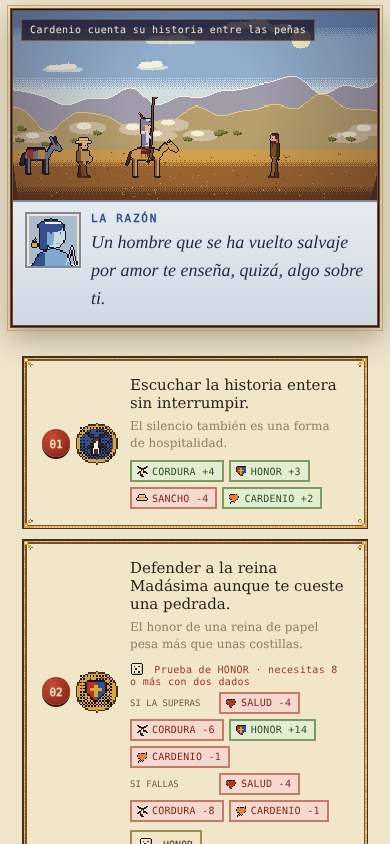 Cardenio cuenta su historia entre las peñas
LA RAZÓN
Un hombre que se ha vuelto salvaje
por amor te enseña, quizá, algo sobre
ti.
01
Escuchar la historia entera
sin interrumpir.
El silencio también es una forma
de hospitalidad.
CORDURA +4 HONOR +3
SANCHO -4 CARDENIO +2
02
Defender a la reina
Madásima aunque te cueste
una pedrada.
El honor de una reina de papel
pesa más que unas costillas.
Prueba de HONOR · necesitas 8
o más con dos dados
SI LA SUPERAS SALUD -4
CORDURA -6 HONOR +14
CARDENIO -1
SI FALLAS SALUD -4
CORDURA -8 CARDENIO -1
HONOR